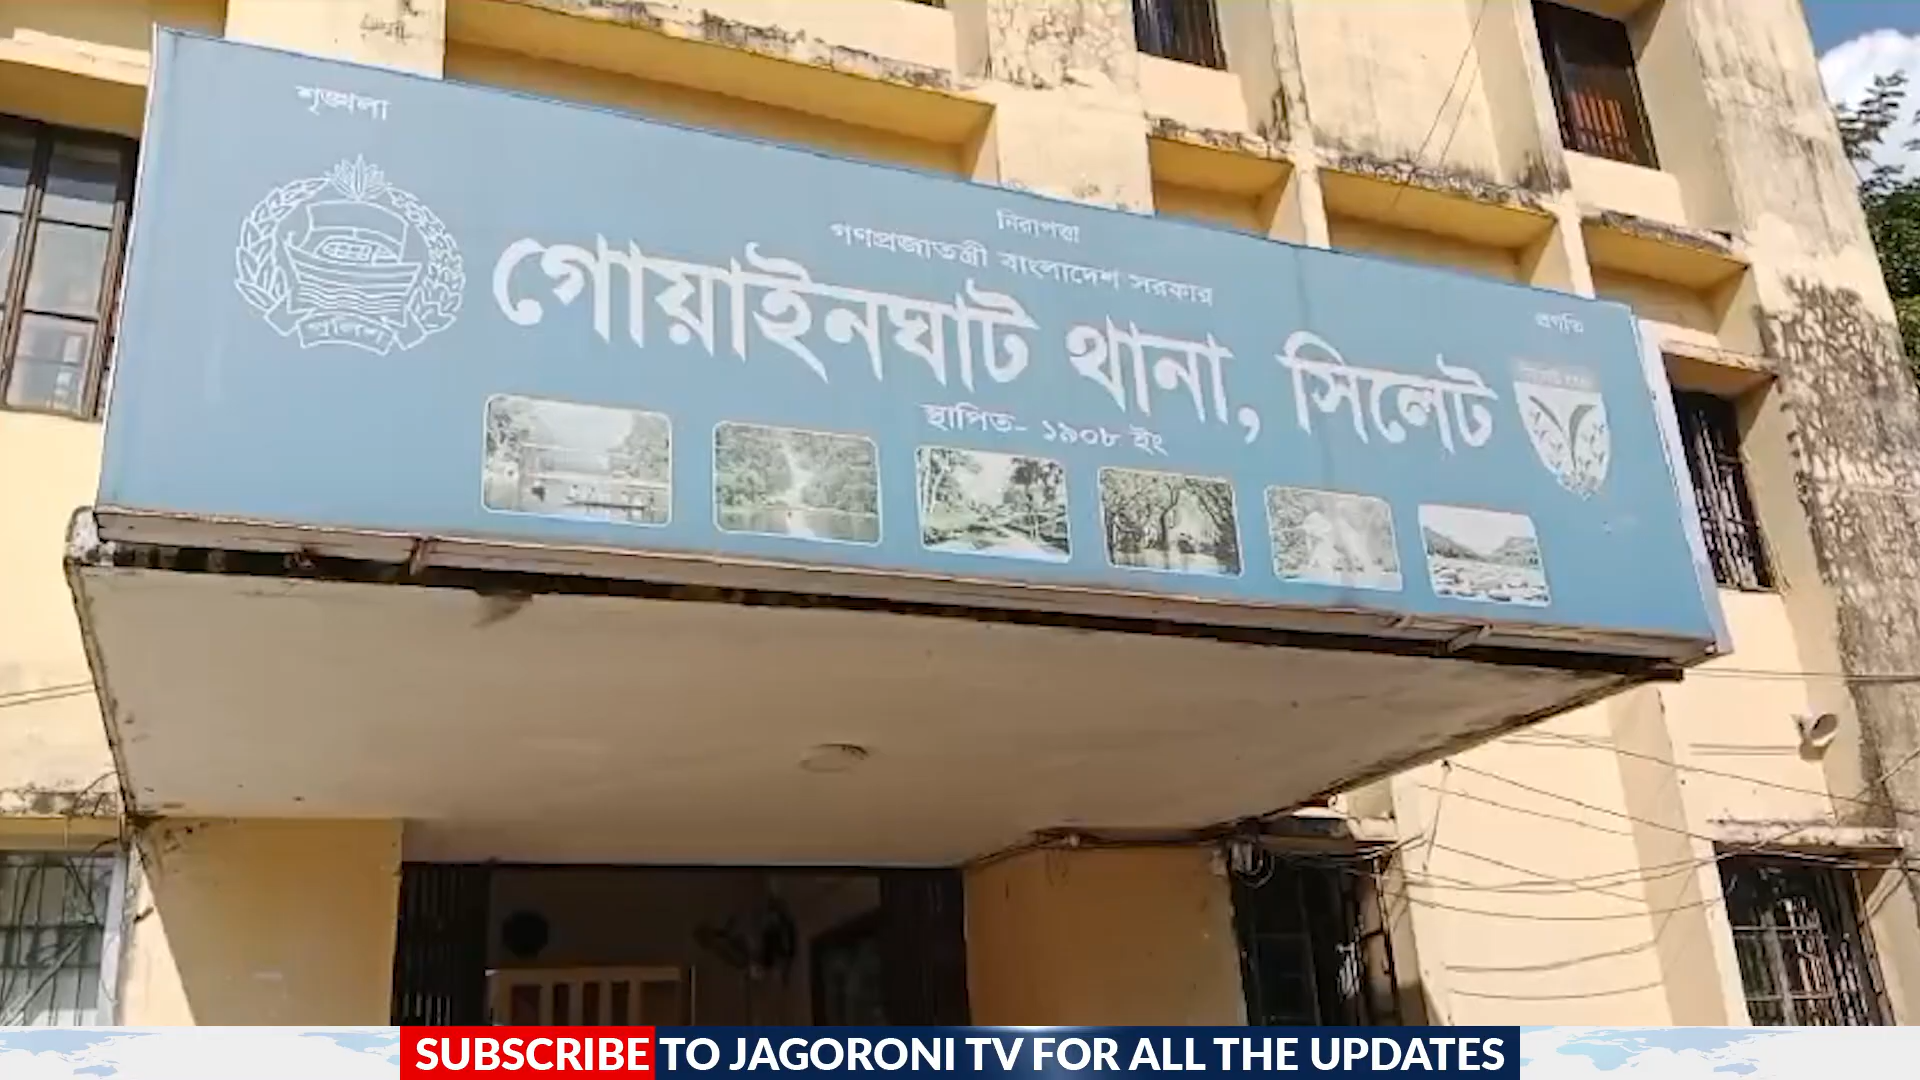 শৃঙ্খলা
নিরাপত্তা
প্রগতি
গণপ্রজাতন্ত্রী বাংলাদেশ সরকার
গোয়াইনঘাট থানা, সিলেট
স্থাপিত- ১৯০৮ ইং
পুলিশ
SUBSCRIBE TO JAGORONI TV FOR ALL THE UPDATES